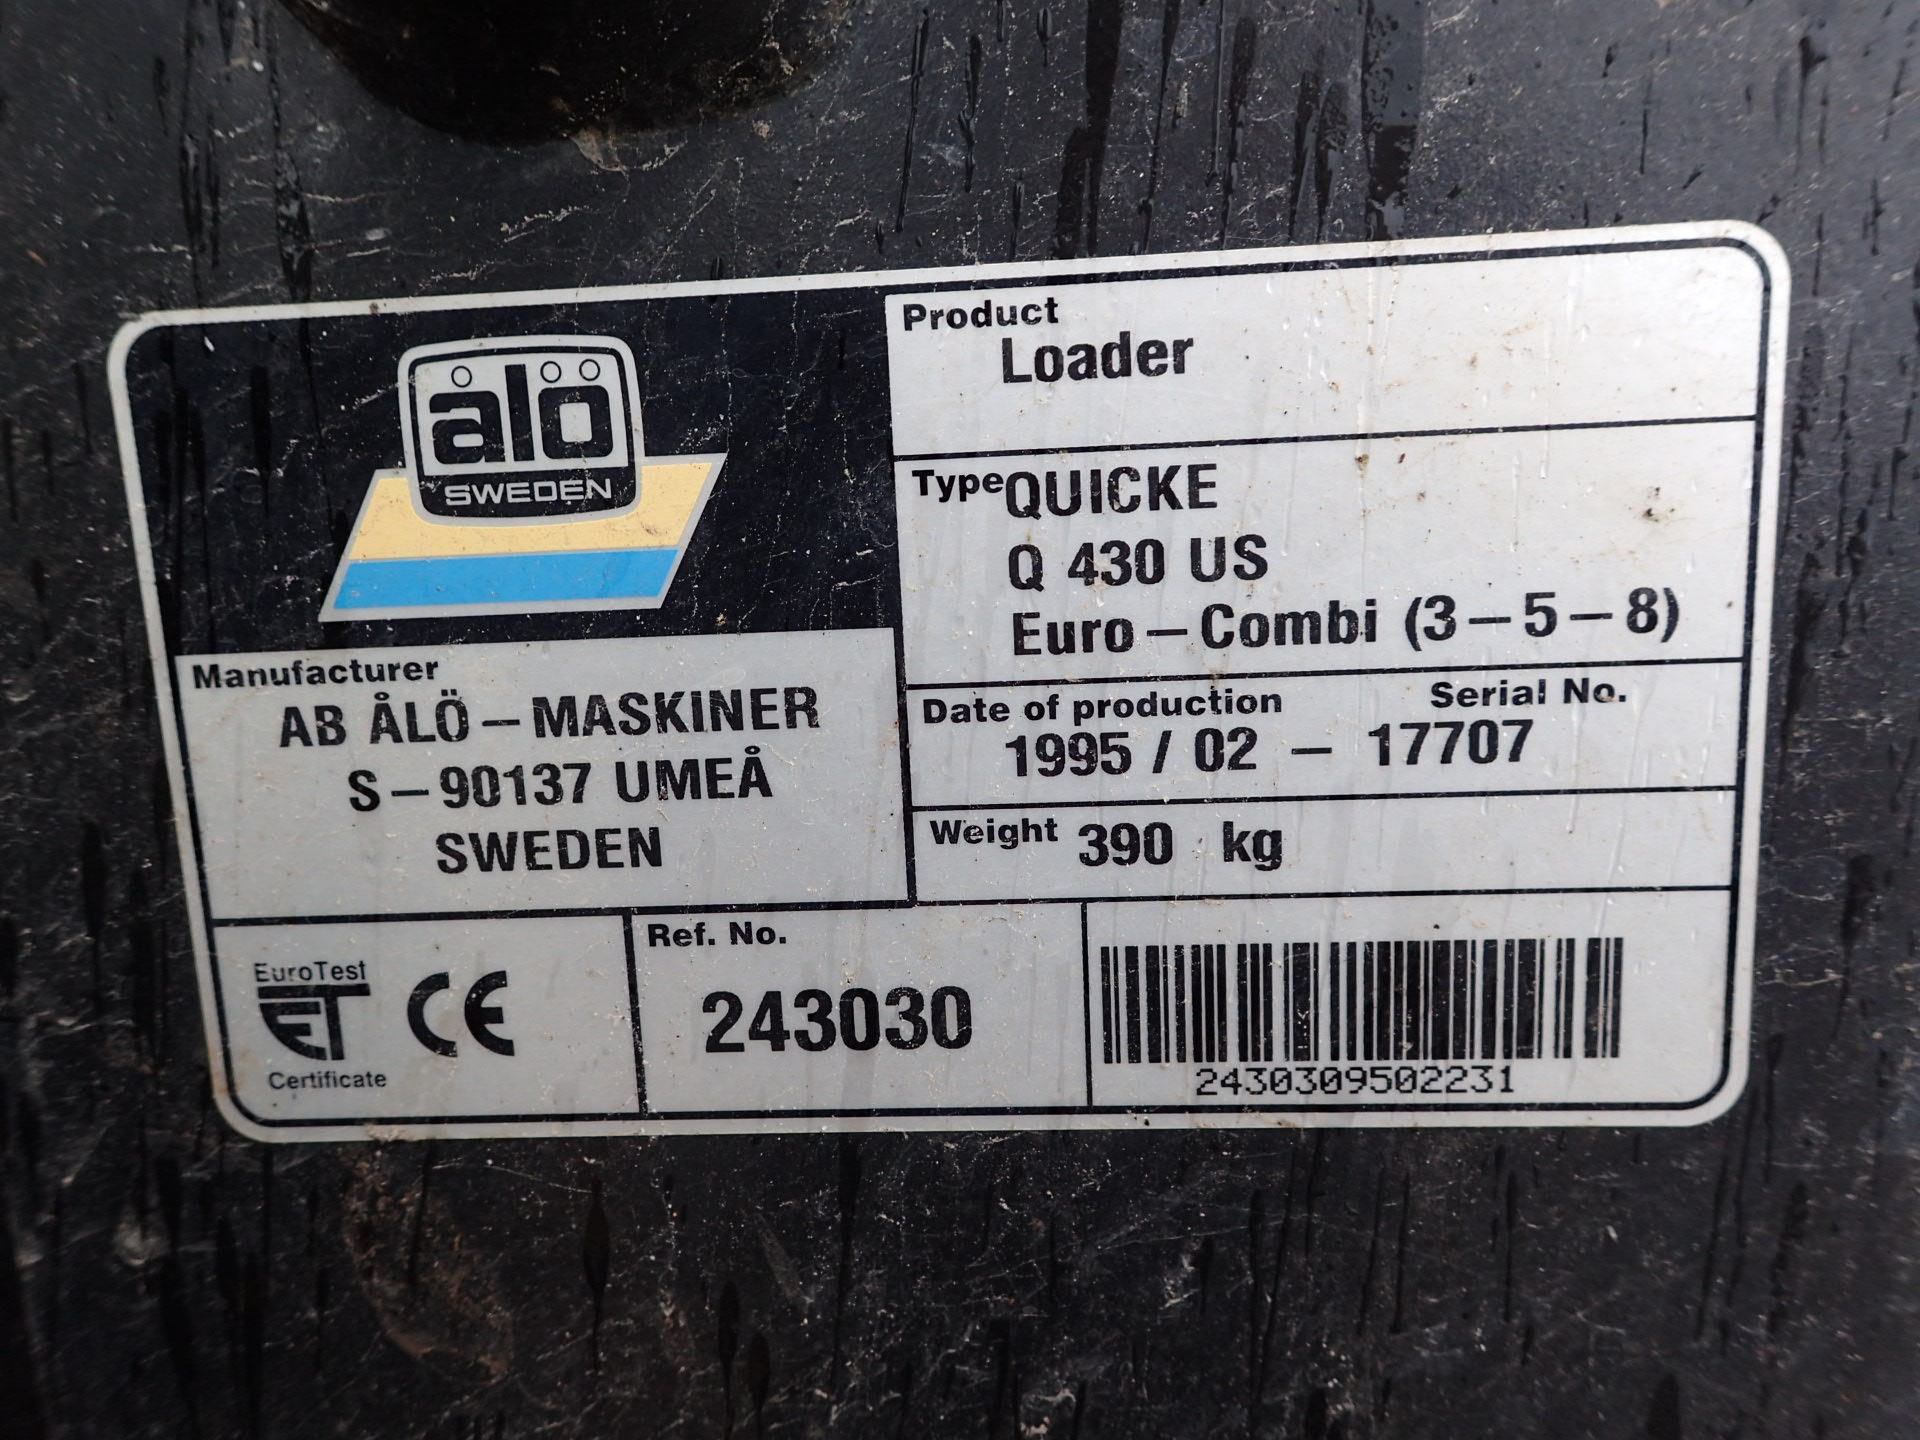 ålö
SWEDEN
Product
Loader
Type QUICKE
Q 430 US
Euro-Combi (3-5-8)
Manufacturer
AB ÅLÖ-MASKINER
S-90137 UMEÅ
SWEDEN
Date of production Serial No.
1995 / 02 - 17707
Weight 390 kg
EuroTest
ET CE
Certificate
Ref. No.
243030
2430309502231